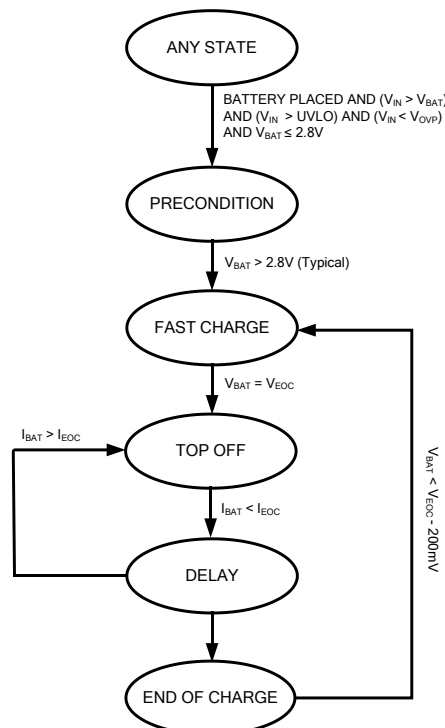 ANY STATE
BATTERY PLACED AND (VIN > VBAT)
AND (VIN > UVLO) AND (VIN < VOVP)
AND VBAT ≤ 2.8V
PRECONDITION
VBAT > 2.8V (Typical)
FAST CHARGE
VBAT = VEOC
IBAT > IEOC
TOP OFF
IBAT < IEOC
VBAT < VEOC - 200mV
DELAY
END OF CHARGE